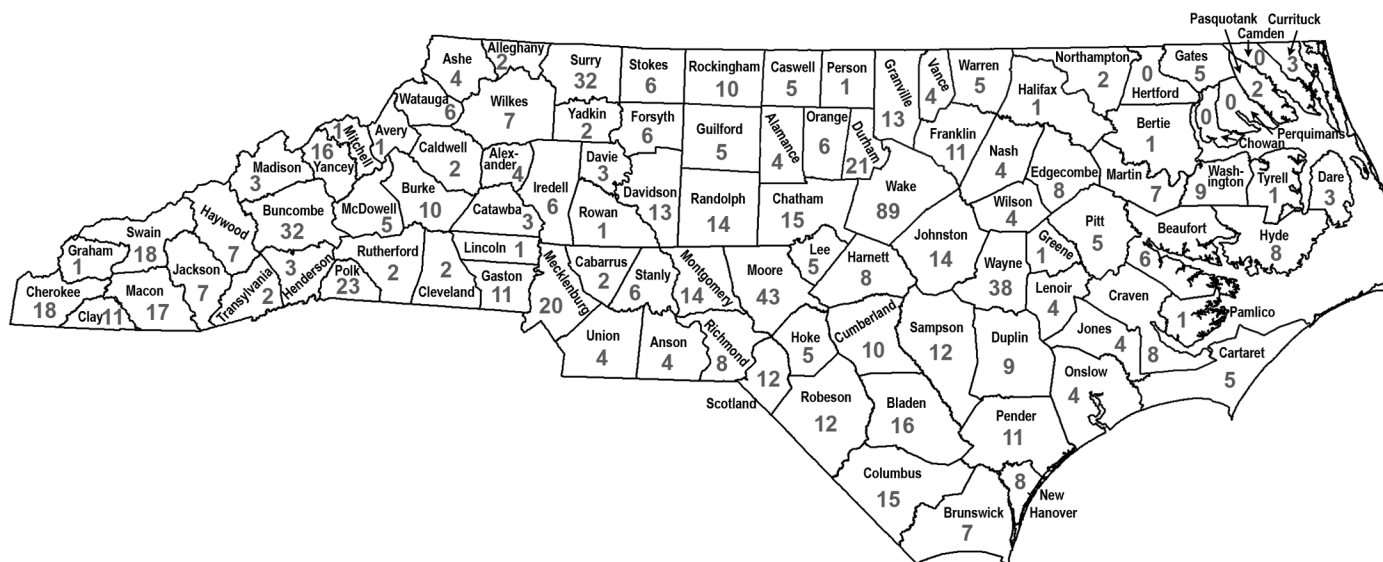 Pasquotank
Currituck
Camden
Alleghany
2
Ashe
4
Surry
32
Stokes
6
Rockingham
10
Caswell
5
Person
1
Granville
13
Vance
4
Warren
5
Northampton
2
0
Hertford
Gates
5
0
3
2
Halifax
1
Watauga
6
Wilkes
7
Yadkin
2
Forsyth
6
Guilford
5
Alamance
4
Orange
6
Durham
21
Franklin
11
Nash
4
Edgecombe
8
Bertie
1
0
0
Perquimans
Chowan
1
Mitchell
Avery
1
16
Yancey
Caldwell
2
Alex-
ander
4
Iredell
6
Davie
3
Davidson
13
Randolph
14
Chatham
15
Wake
89
Wilson
4
Martin
7
Wash-
ington
9
Tyrell
1
Dare
3
Madison
3
Buncombe
32
McDowell
5
Burke
10
Catawba
3
Rowan
1
Haywood
7
Swain
18
Graham
1
Jackson
7
Rutherford
2
Lincoln
1
2
Cleveland
Gaston
11
Mecklenburg
20
Cabarrus
2
Stanly
6
Montgomery
14
Moore
43
Lee
5
Harnett
8
Johnston
14
Wayne
38
Greene
1
Pitt
5
Beaufort
6
Hyde
8
Cherokee
18
Clay
11
Macon
17
Transylvania
2
3
Henderson
Polk
23
Lenoir
4
Craven
8
1
Pamlico
Union
4
Anson
4
Richmond
8
12
Scotland
Hoke
5
Cumberland
10
Sampson
12
Duplin
9
Jones
4
Onslow
4
Cartaret
5
Robeson
12
Bladen
16
Pender
11
Columbus
15
Brunswick
7
8
New
Hanover